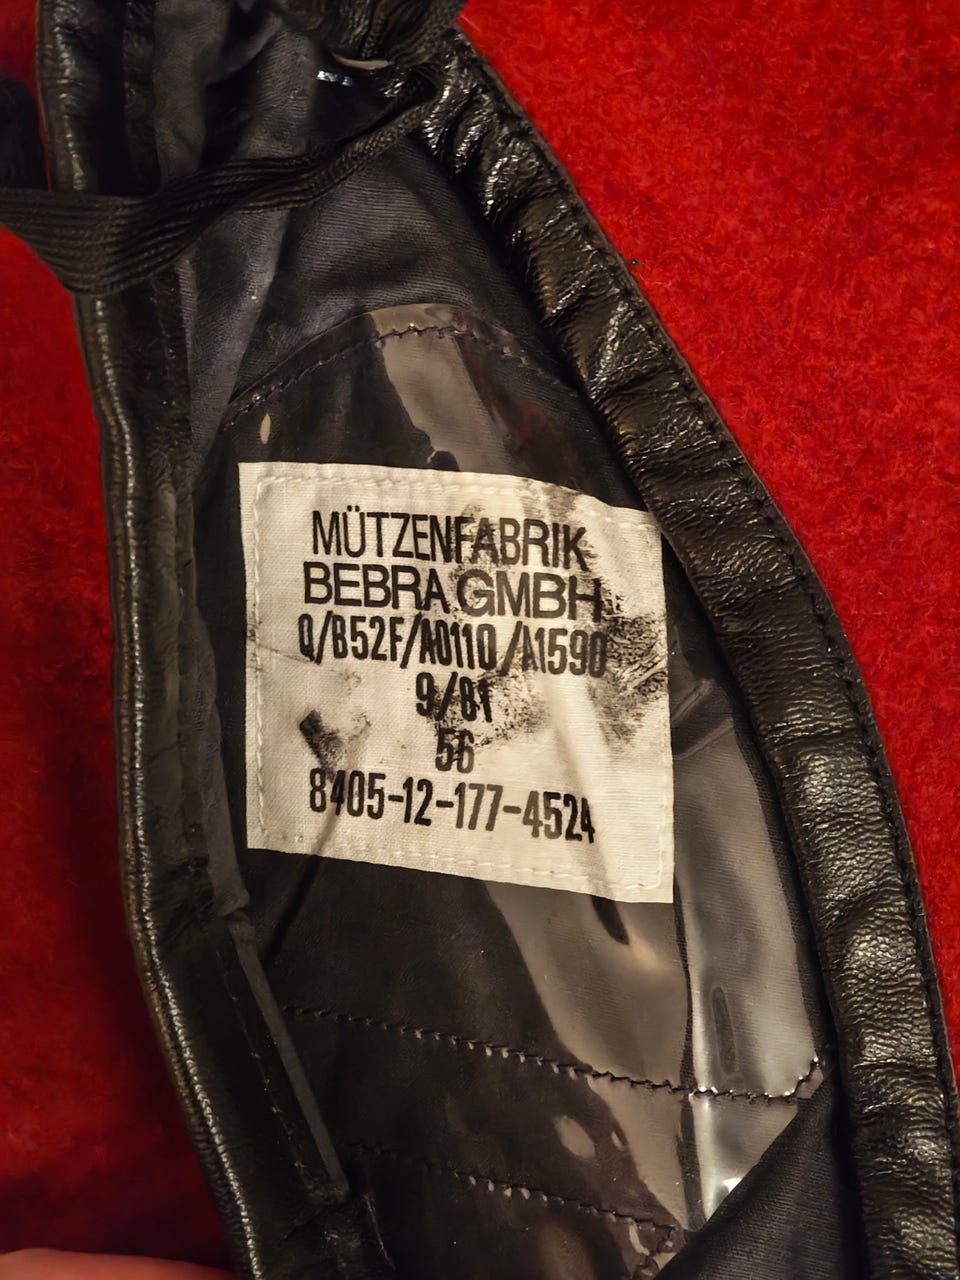 MÜTZENFABRIK
BEBRA GMBH
Q/B52F/A0110/A1590
9/81
56
8405-12-177-4524